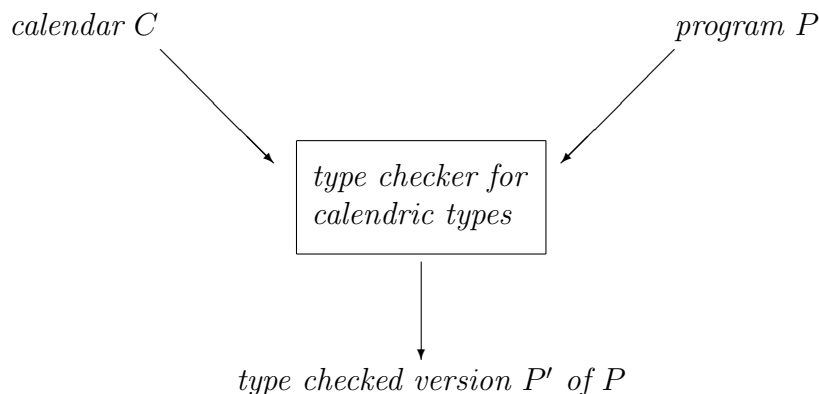 calendar C
program P
type checker for
calendric types
type checked version P′ of P